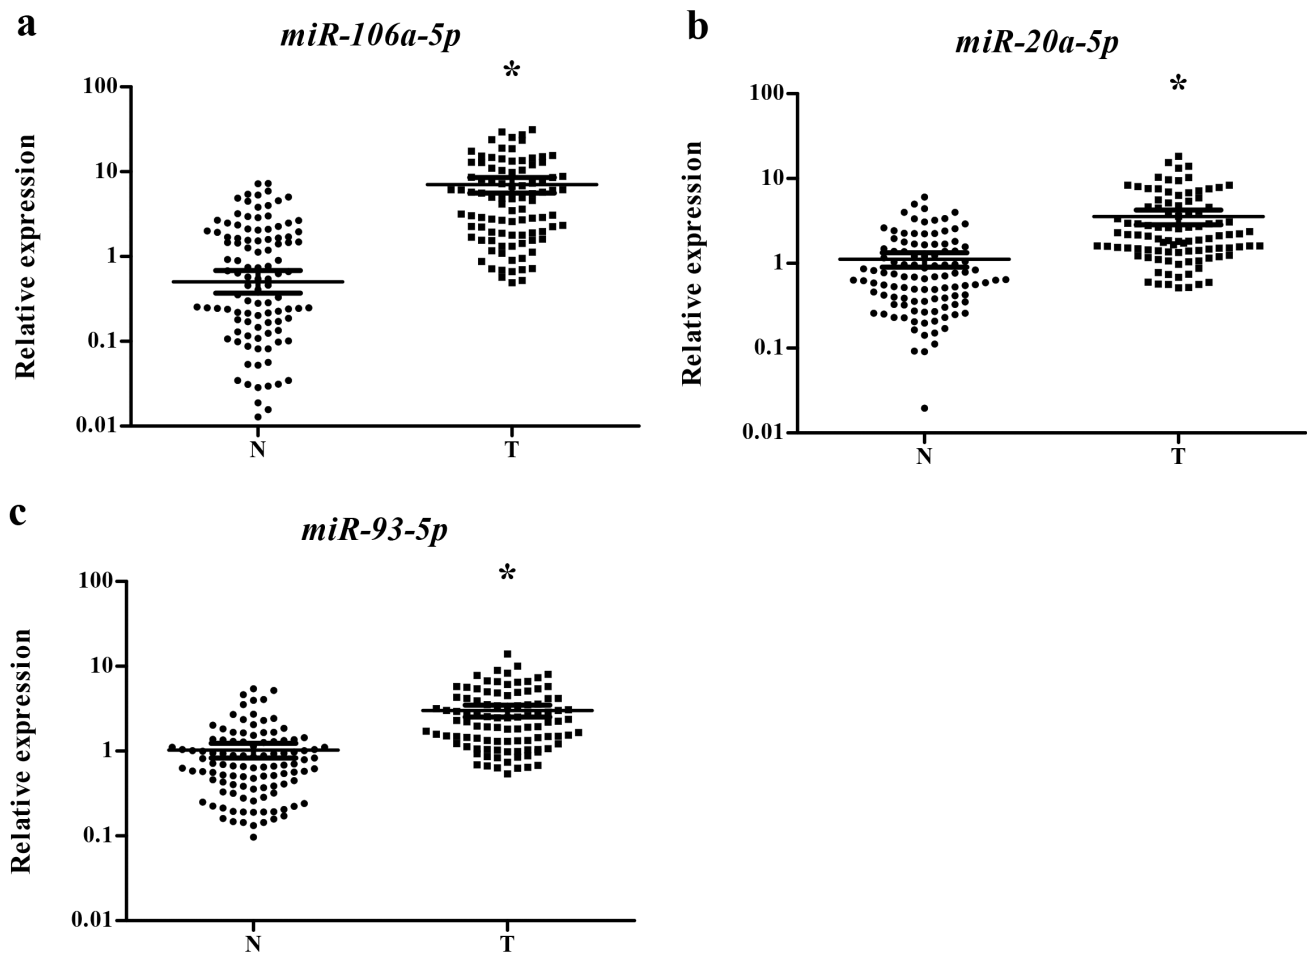 a
miR-106a-5p
*
Relative expression
100
10
1
0.1
0.01
N
T
b
miR-20a-5p
*
Relative expression
100
10
1
0.1
0.01
N
T
c
miR-93-5p
*
Relative expression
100
10
1
0.1
0.01
N
T